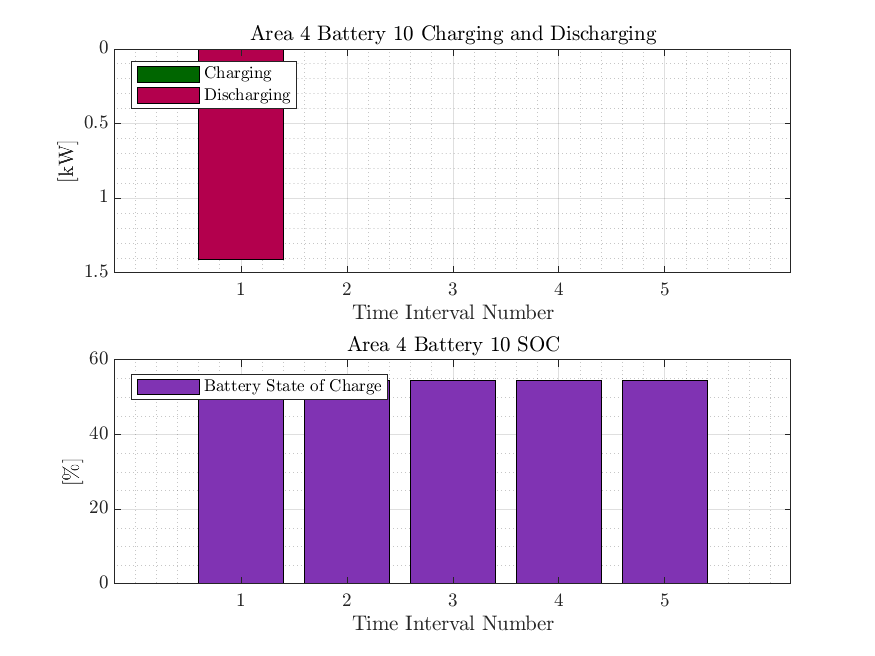 Area 4 Battery 10 Charging and Discharging
0
Charging
Discharging
0.5
[kW]
1
1.5
1 2 3 4 5
Time Interval Number
Area 4 Battery 10 SOC
60
Battery State of Charge
40
[%]
20
0
1 2 3 4 5
Time Interval Number